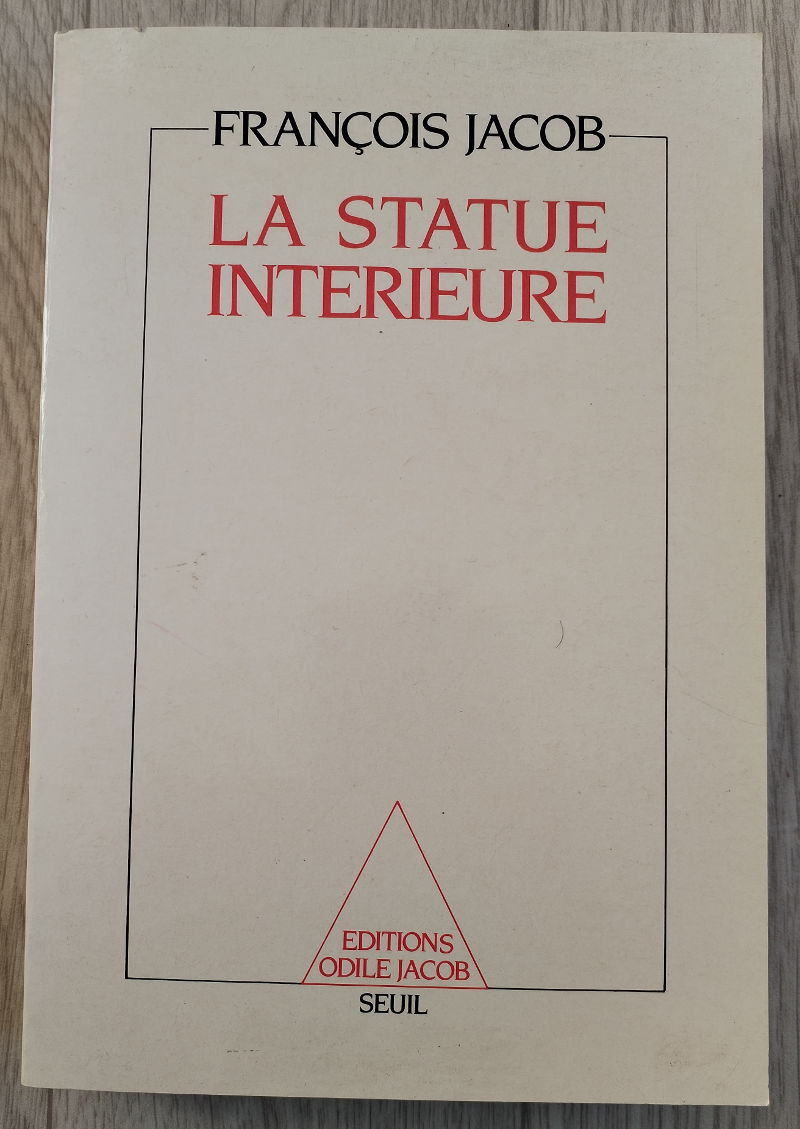 FRANÇOIS JACOB
LA STATUE
INTERIEURE
EDITIONS
ODILE JACOB
SEUIL